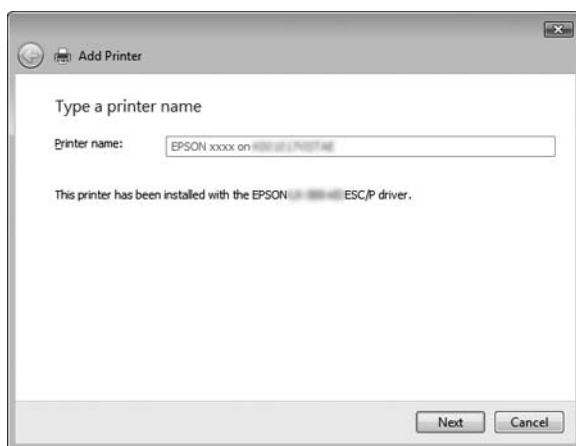 Add Printer
Type a printer name
Printer name:
EPSON xxxx on
This printer has been installed with the EPSON ESC/P driver.
Next
Cancel